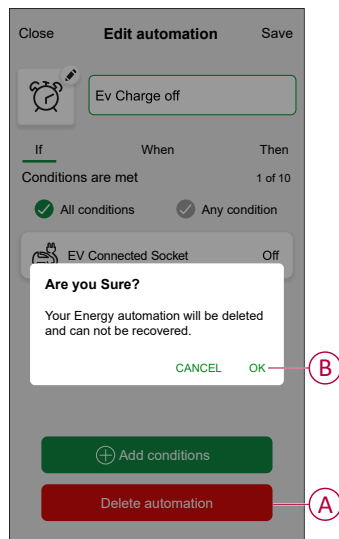 Close Edit automation Save
Ev Charge off
If When Then
Conditions are met 1 of 10
All conditions Any condition
EV Connected Socket Off
Are you Sure?
Your Energy automation will be deleted
and can not be recovered.
CANCEL OK
B
Add conditions
Delete automation
A